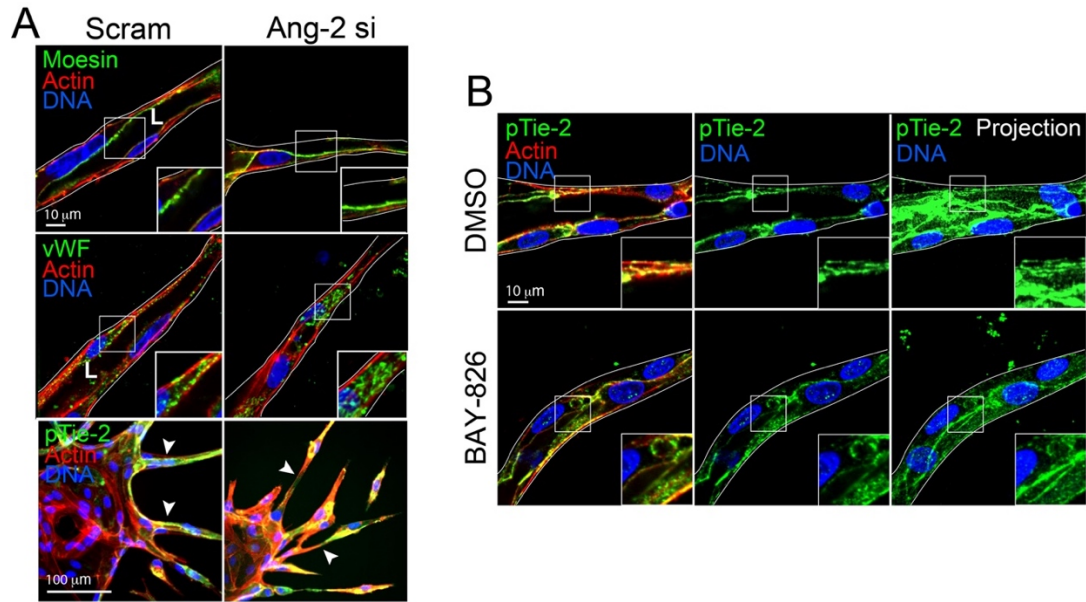 A
Scram
Ang-2 si
Moesin
Actin
DNA
L
10 μm
vWF
Actin
DNA
L
pTie-2
Actin
DNA
100 μm
B
pTie-2
Actin
DNA
pTie-2
DNA
pTie-2 Projection
DNA
DMSO
10 μm
BAY-826